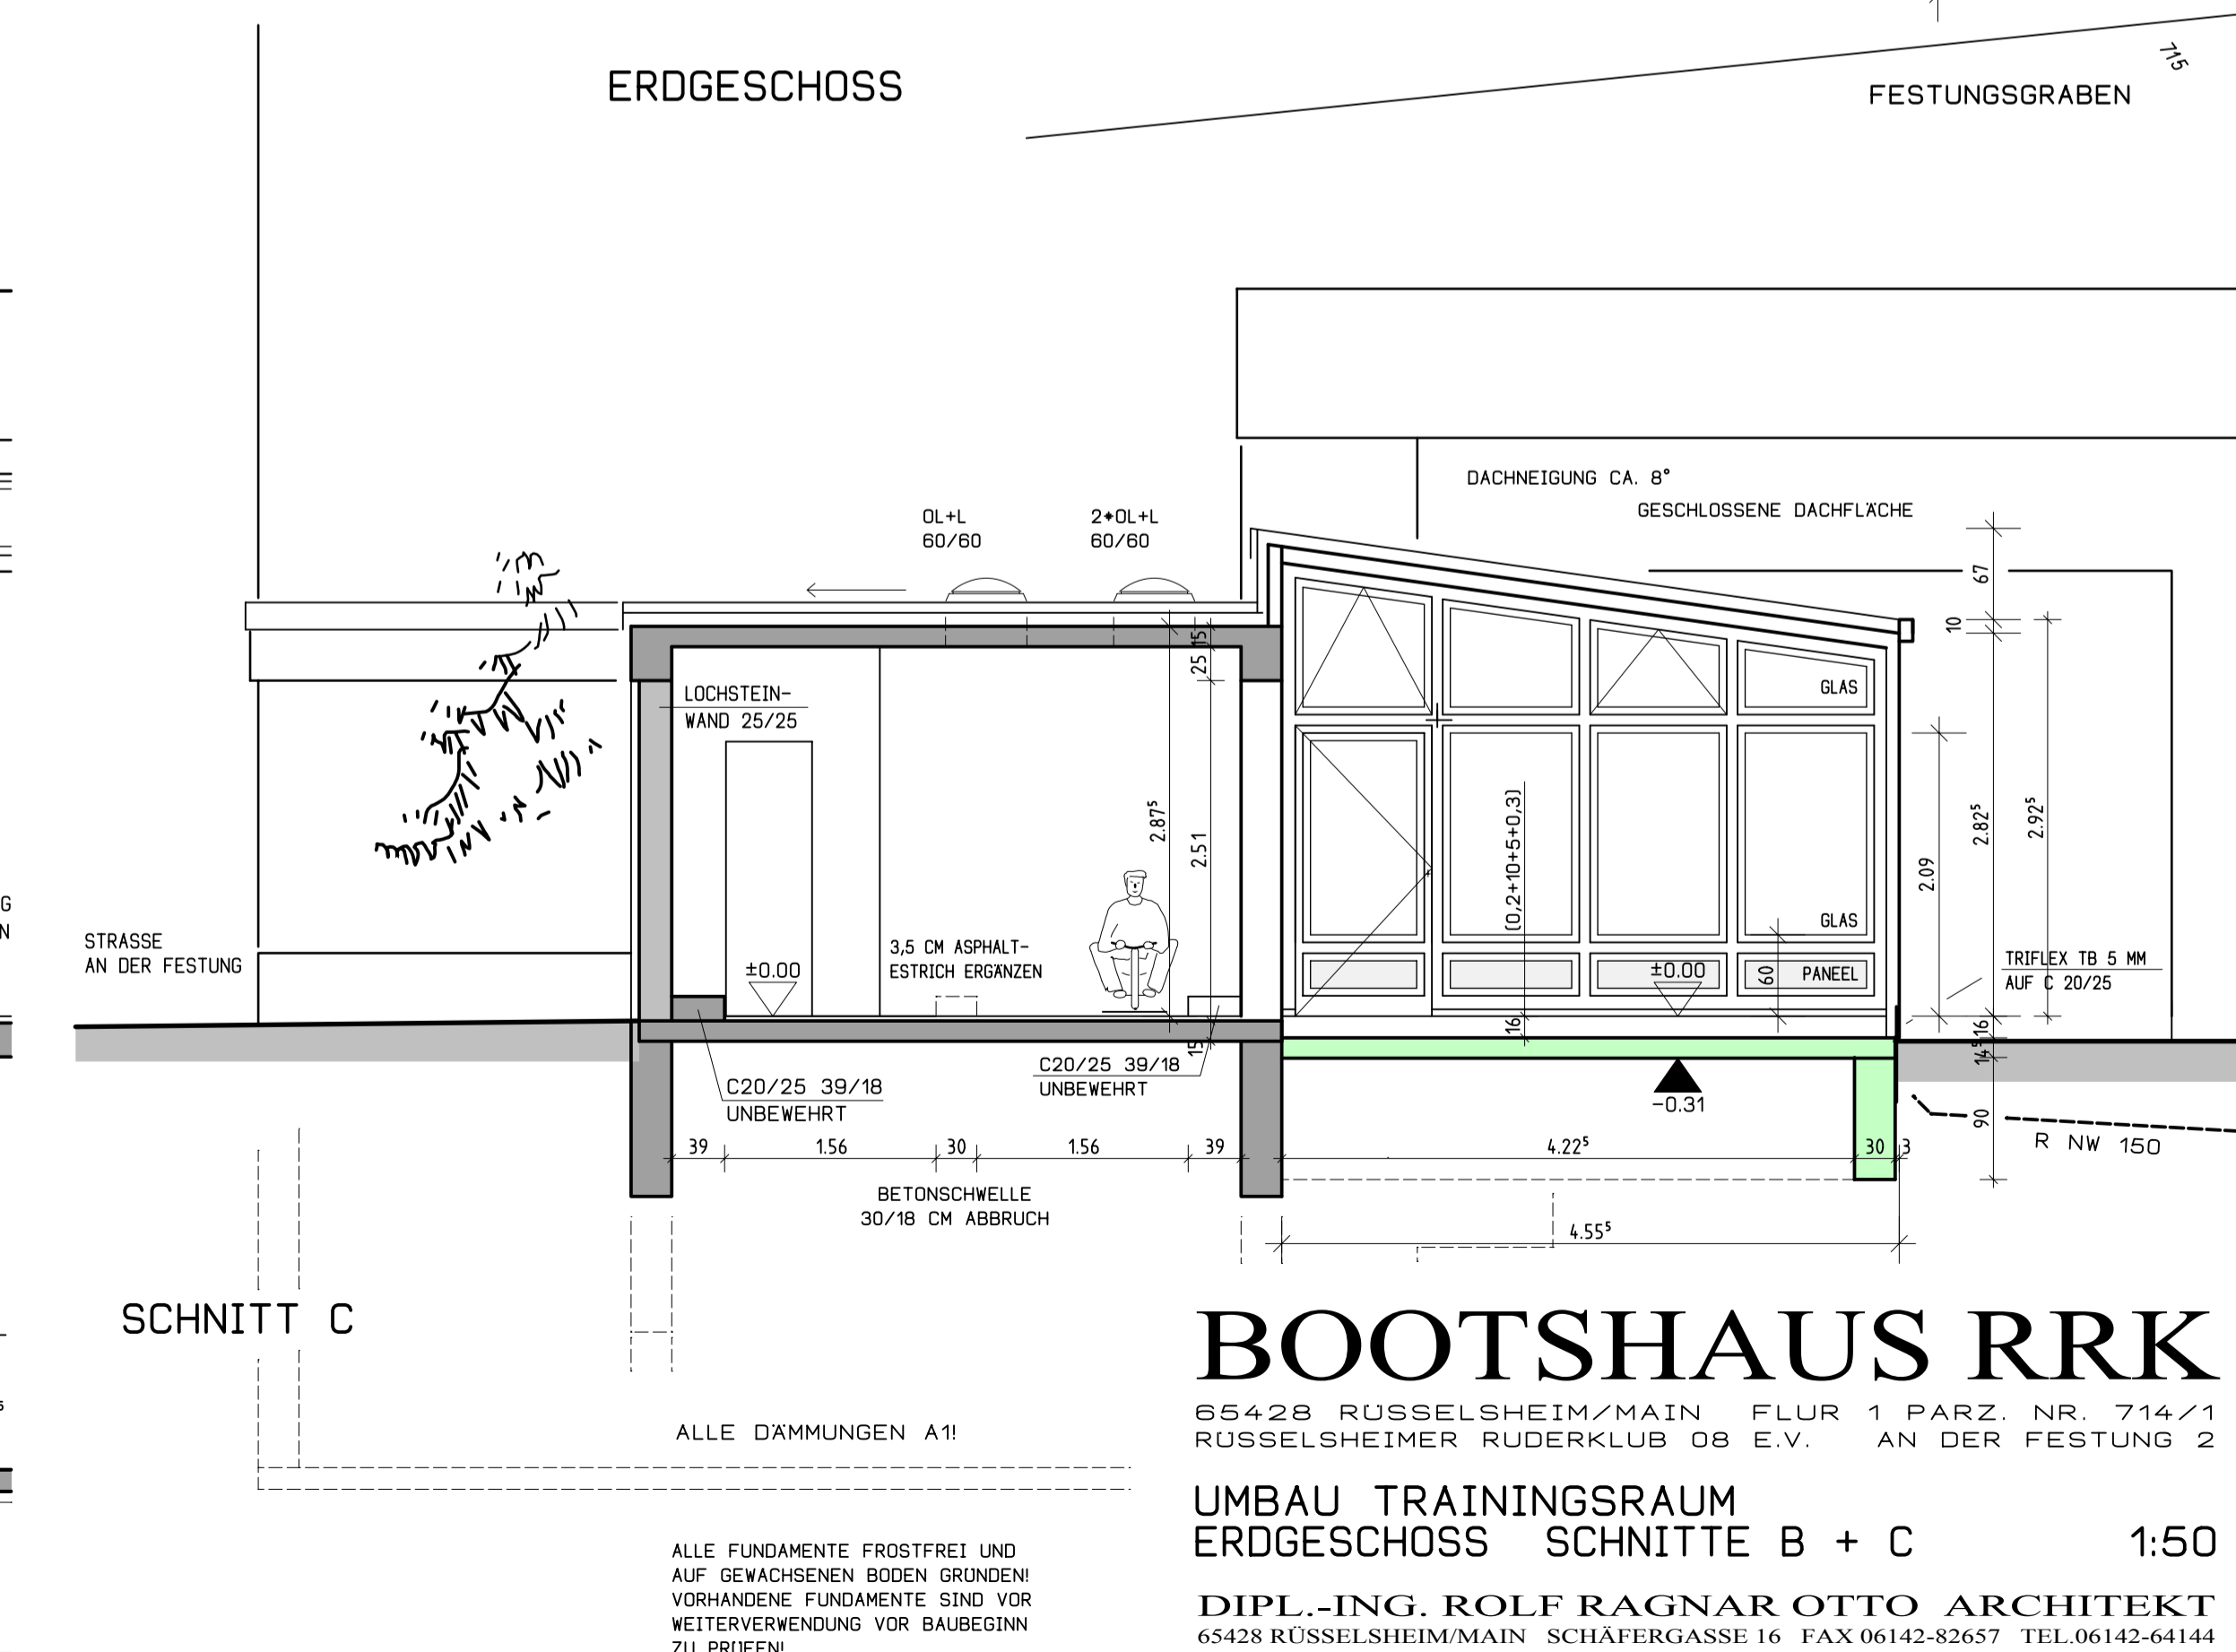 ERDGESCHOSS
715
FESTUNGSGRABEN
DACHNEIGUNG CA. 8°
GESCHLOSSENE DACHFLÄCHE
OL+L
60/60
2*OL+L
60/60
67
10
15
25
LOCHSTEIN-
WAND 25/25
GLAS
2.87⁵
2.51
(0,2+10+5+0,3)
2.09
2.82⁵
2.92⁵
G
N
GLAS
STRASSE
AN DER FESTUNG
3,5 CM ASPHALT-
ESTRICH ERGÄNZEN
±0.00
±0.00
60
PANEEL
TRIFLEX TB 5 MM
AUF C 20/25
16
16
15
14⁵
C20/25 39/18
UNBEWEHRT
C20/25 39/18
UNBEWEHRT
-0.31
90
R NW 150
39
1.56
30
1.56
39
4.22⁵
30
3
BETONSCHWELLE
30/18 CM ABBRUCH
4.55⁵
SCHNITT C
BOOTSHAUS RRK
65428 RÜSSELSHEIM/MAIN FLUR 1 PARZ. NR. 714/1
RÜSSELSHEIMER RUDERKLUB 08 E.V. AN DER FESTUNG 2
5
ALLE DÄMMUNGEN A1!
UMBAU TRAININGSRAUM
ERDGESCHOSS SCHNITTE B + C 1:50
ALLE FUNDAMENTE FROSTFREI UND
AUF GEWACHSENEN BODEN GRÜNDEN!
VORHANDENE FUNDAMENTE SIND VOR
WEITERVERWENDUNG VOR BAUBEGINN
ZU PRÜFEN!
DIPL.-ING. ROLF RAGNAR OTTO ARCHITEKT
65428 RÜSSELSHEIM/MAIN SCHÄFERGASSE 16 FAX 06142-82657 TEL.06142-64144